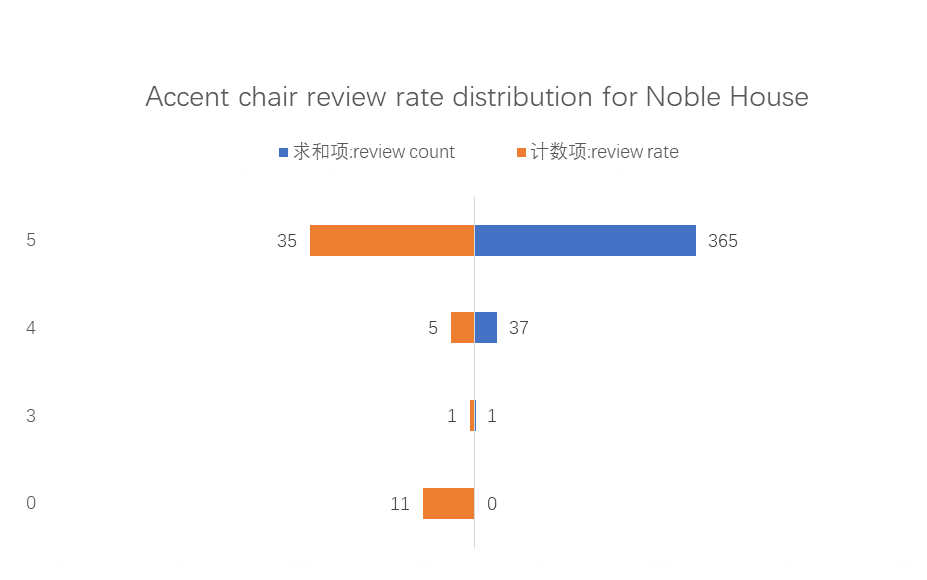 Accent chair review rate distribution for Noble House
求和项:review count 计数项:review rate
5 35 365
4 5 37
3 1 1
0 11 0